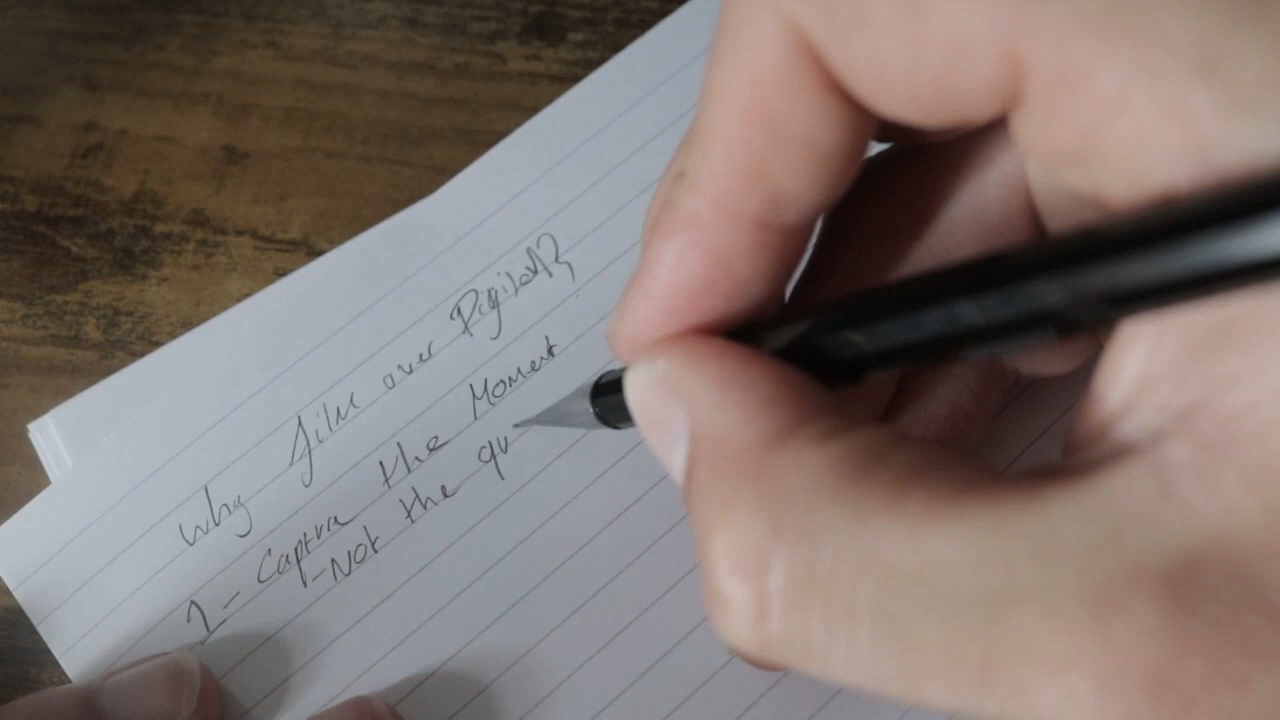 Why film over Digital?
1- Capture the Moment
-Not the qu